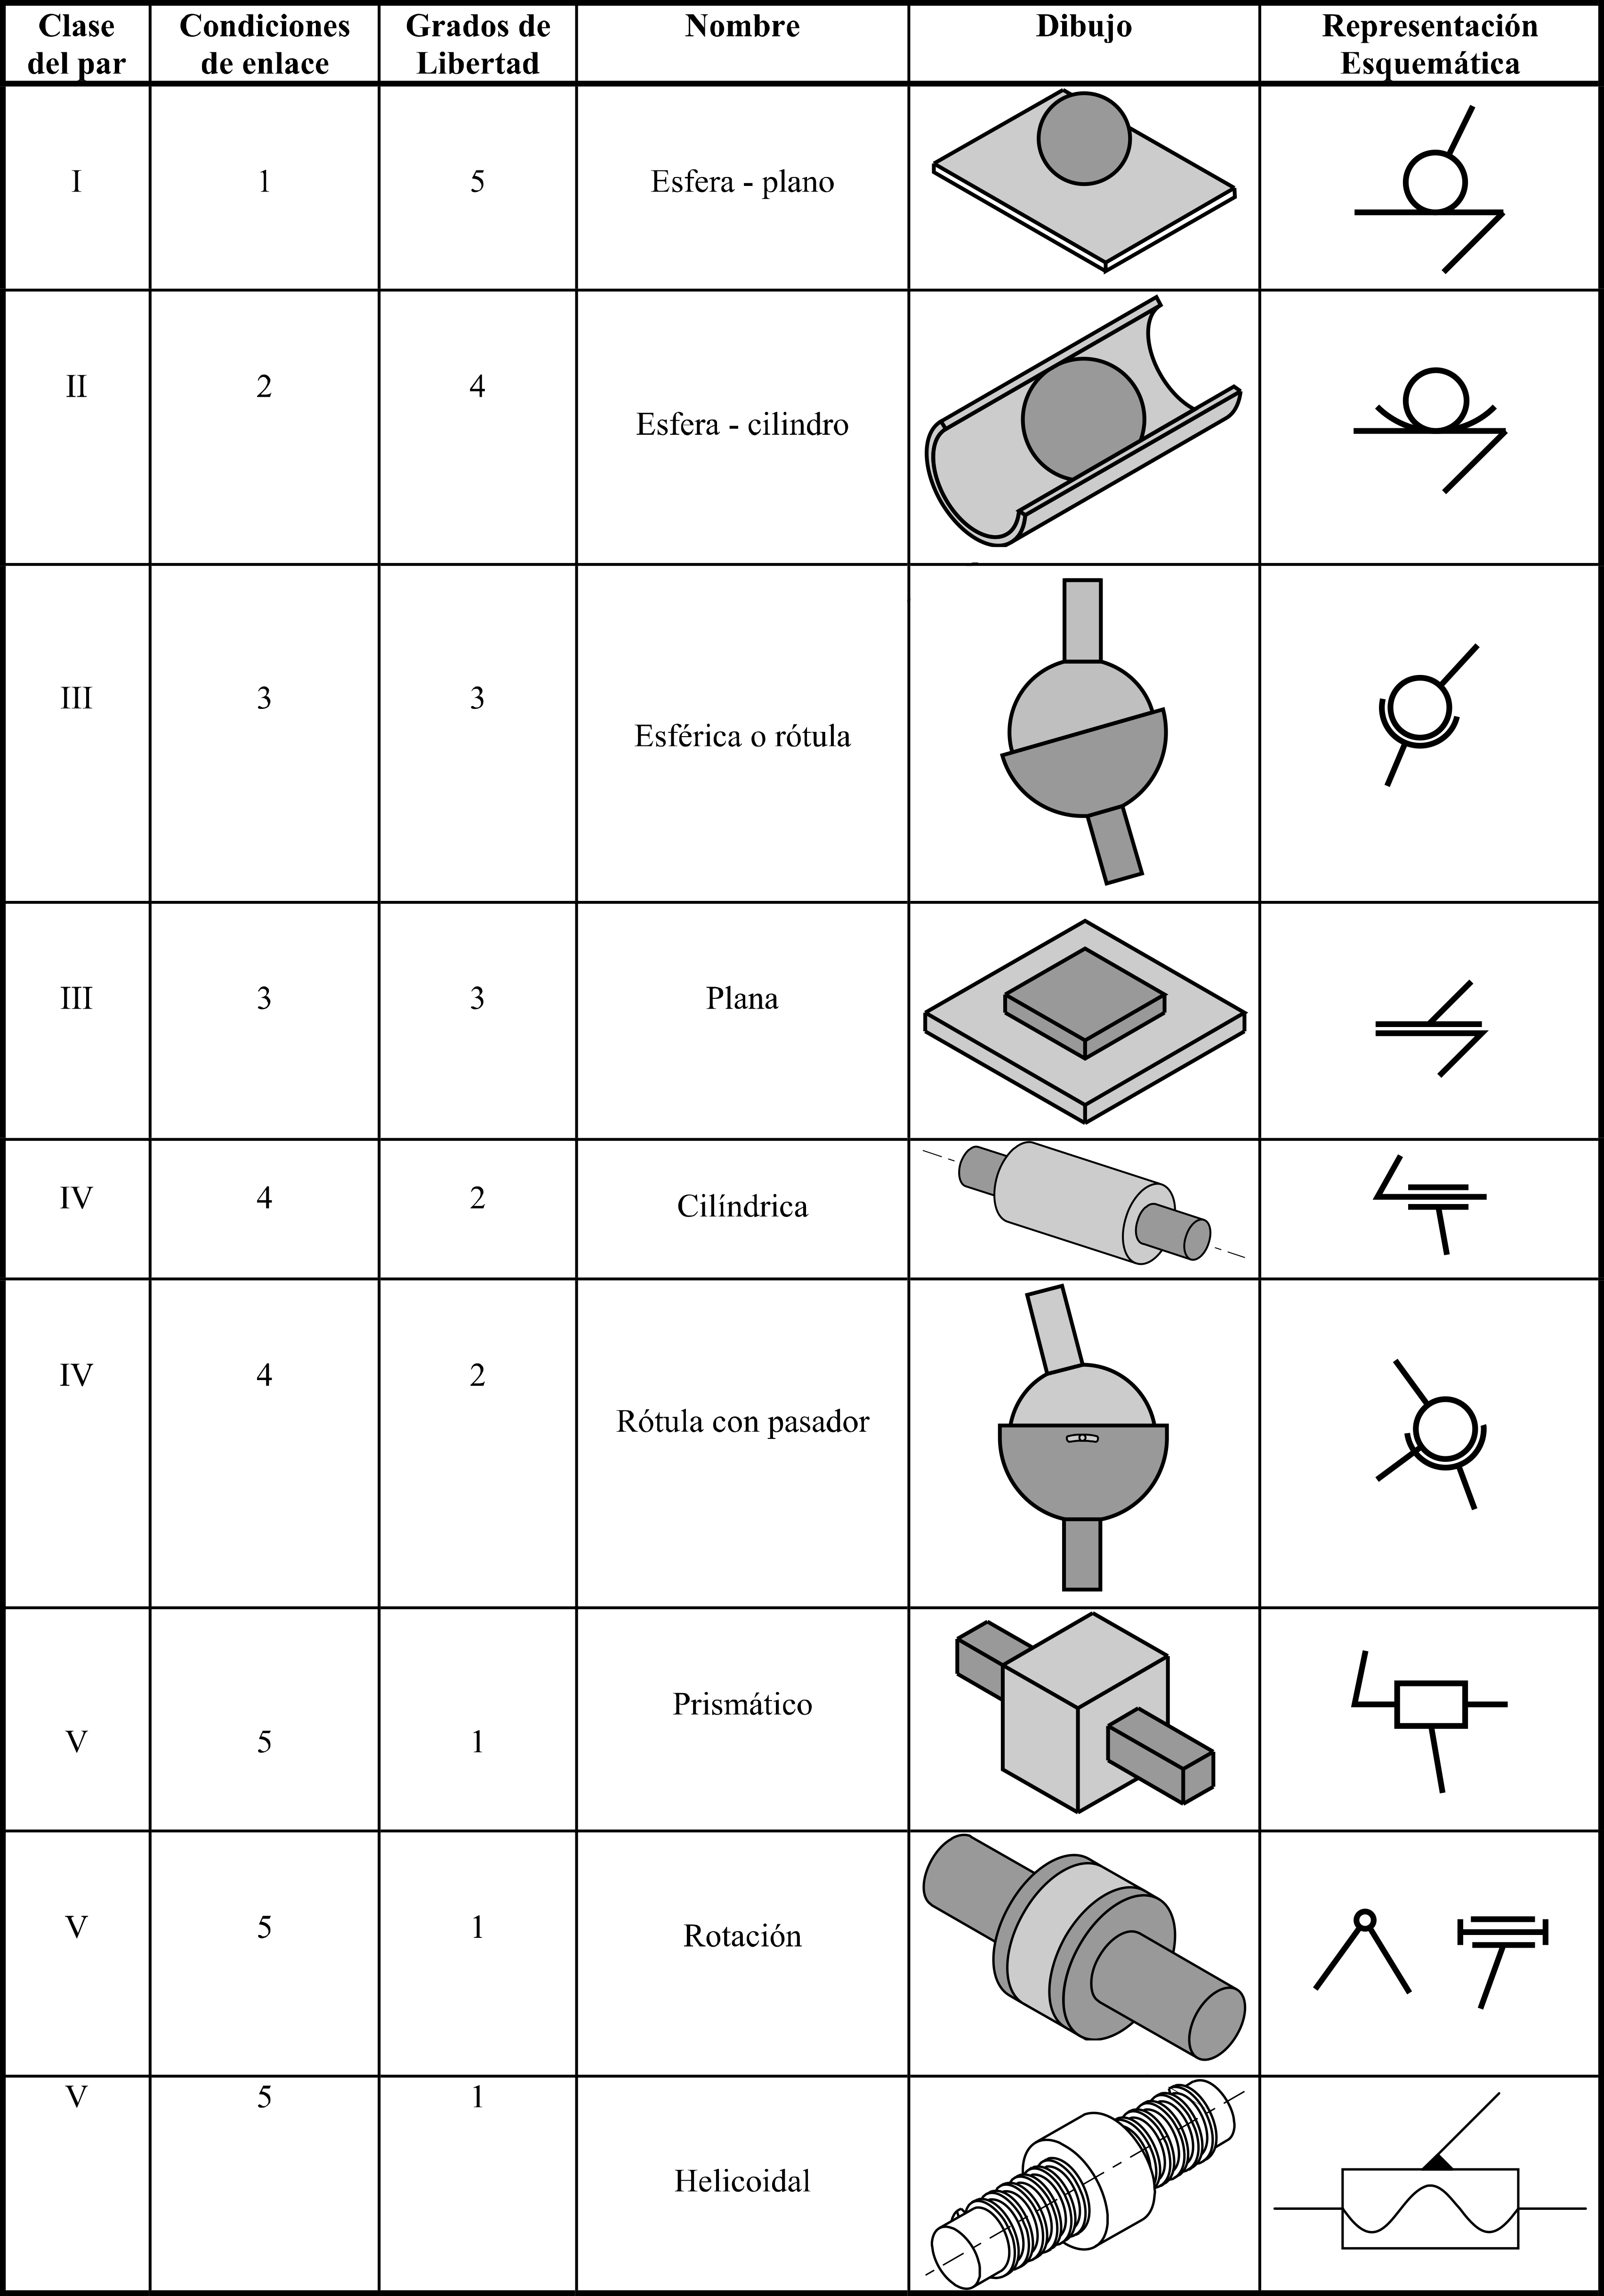 Clase del par Condiciones de enlace Grados de Libertad Nombre Dibujo Representación Esquemática
I 1 5 Esfera - plano
II 2 4 Esfera - cilindro
III 3 3 Esférica o rótula
III 3 3 Plana
IV 4 2 Cilíndrica
IV 4 2 Rótula con pasador
V 5 1 Prismático
V 5 1 Rotación
V 5 1 Helicoidal